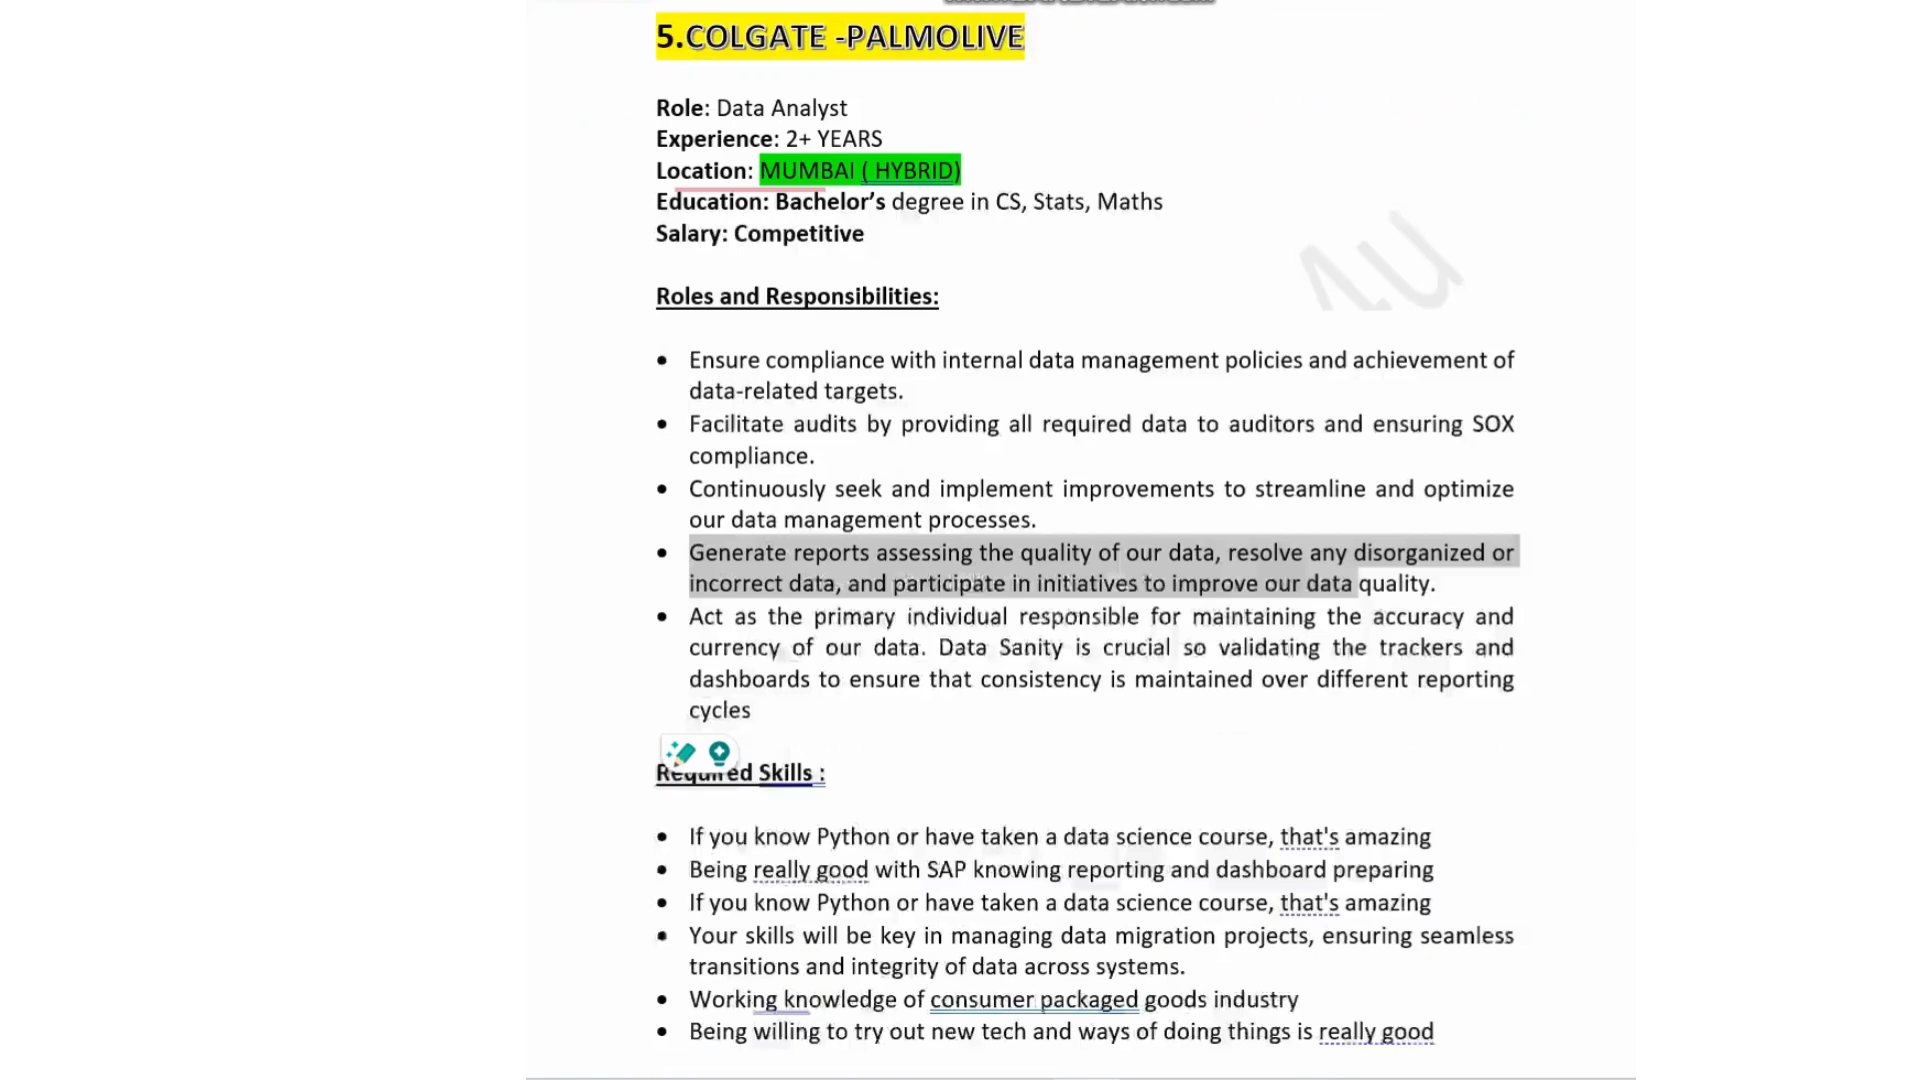 5.COLGATE -PALMOLIVE
Role: Data Analyst
Experience: 2+ YEARS
Location: MUMBAI ( HYBRID)
Education: Bachelor’s degree in CS, Stats, Maths
Salary: Competitive
Roles and Responsibilities:
• Ensure compliance with internal data management policies and achievement of
data-related targets.
• Facilitate audits by providing all required data to auditors and ensuring SOX
compliance.
• Continuously seek and implement improvements to streamline and optimize
our data management processes.
• Generate reports assessing the quality of our data, resolve any disorganized or
incorrect data, and participate in initiatives to improve our data quality.
• Act as the primary individual responsible for maintaining the accuracy and
currency of our data. Data Sanity is crucial so validating the trackers and
dashboards to ensure that consistency is maintained over different reporting
cycles
Required Skills :
• If you know Python or have taken a data science course, that's amazing
• Being really good with SAP knowing reporting and dashboard preparing
• If you know Python or have taken a data science course, that's amazing
• Your skills will be key in managing data migration projects, ensuring seamless
transitions and integrity of data across systems.
• Working knowledge of consumer packaged goods industry
• Being willing to try out new tech and ways of doing things is really good